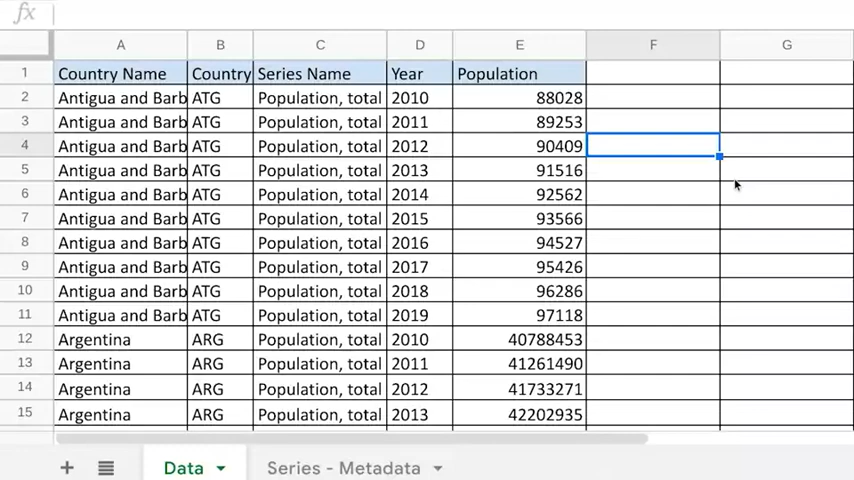 fx
A B C D E F G
1 Country Name Country Series Name Year Population
2 Antigua and Barb ATG Population, total 2010 88028
3 Antigua and Barb ATG Population, total 2011 89253
4 Antigua and Barb ATG Population, total 2012 90409
5 Antigua and Barb ATG Population, total 2013 91516
6 Antigua and Barb ATG Population, total 2014 92562
7 Antigua and Barb ATG Population, total 2015 93566
8 Antigua and Barb ATG Population, total 2016 94527
9 Antigua and Barb ATG Population, total 2017 95426
10 Antigua and Barb ATG Population, total 2018 96286
11 Antigua and Barb ATG Population, total 2019 97118
12 Argentina ARG Population, total 2010 40788453
13 Argentina ARG Population, total 2011 41261490
14 Argentina ARG Population, total 2012 41733271
15 Argentina ARG Population, total 2013 42202935
+ Data Series - Metadata